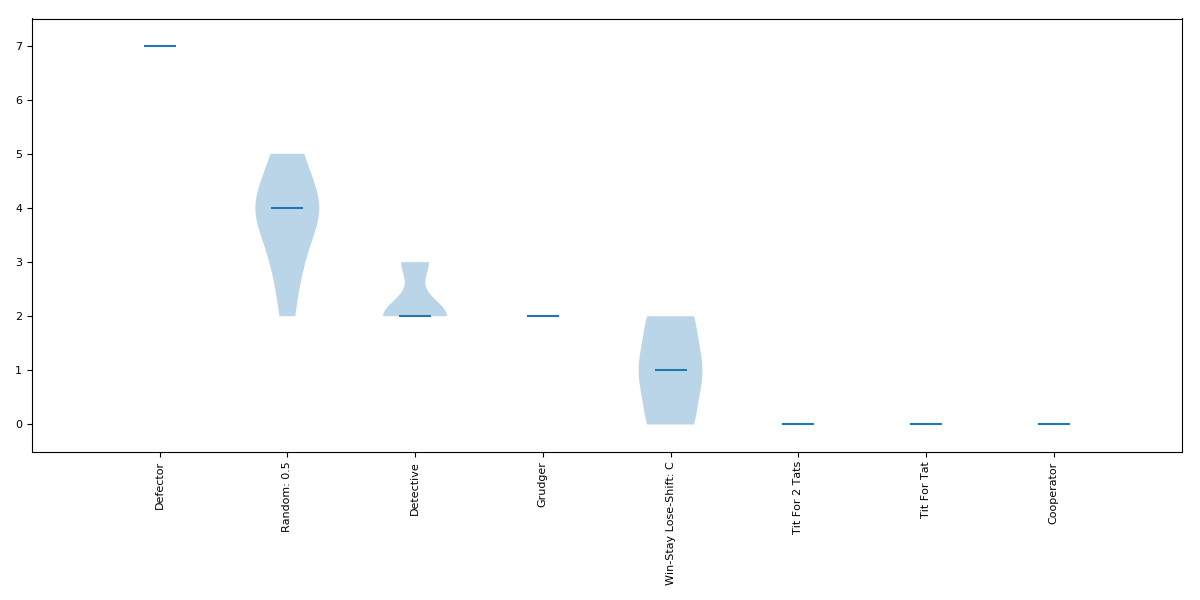 7
6
5
4
3
2
1
0
Defector
Random: 0.5
Detective
Grudger
Win-Stay Lose-Shift: C
Tit For 2 Tats
Tit For Tat
Cooperator